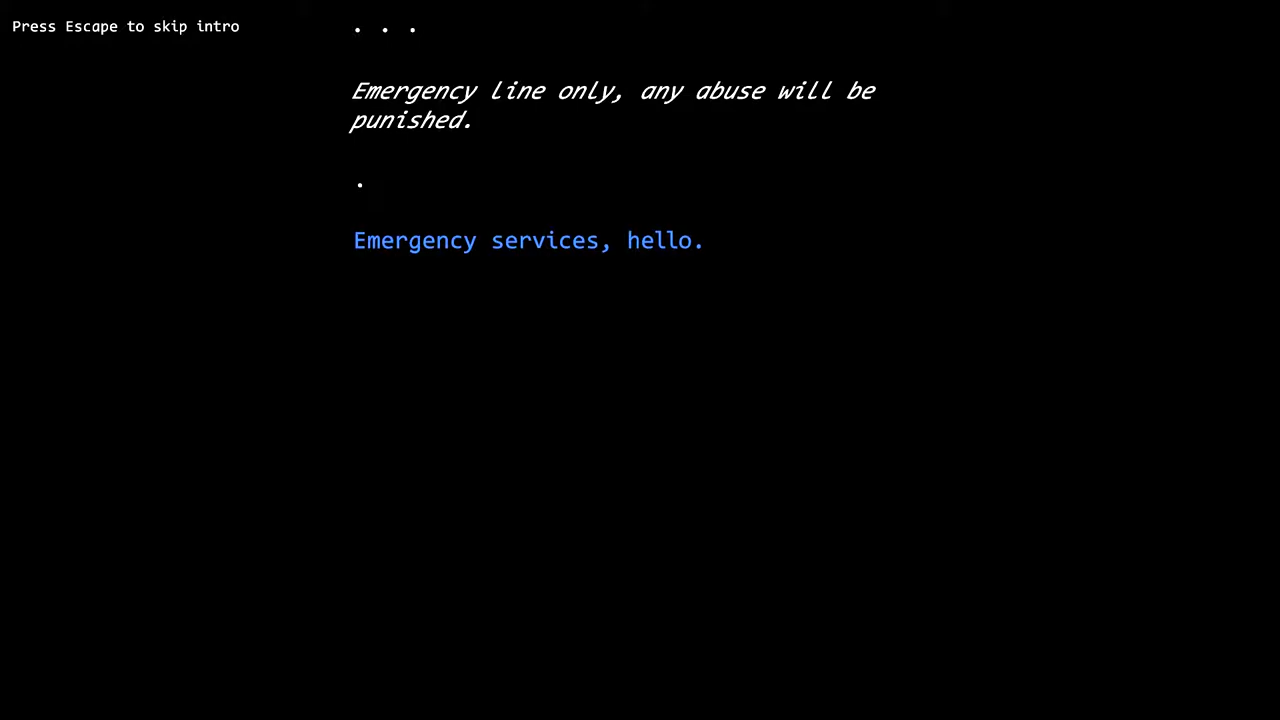 Press Escape to skip intro
. . .
Emergency line only, any abuse will be
punished.
.
Emergency services, hello.